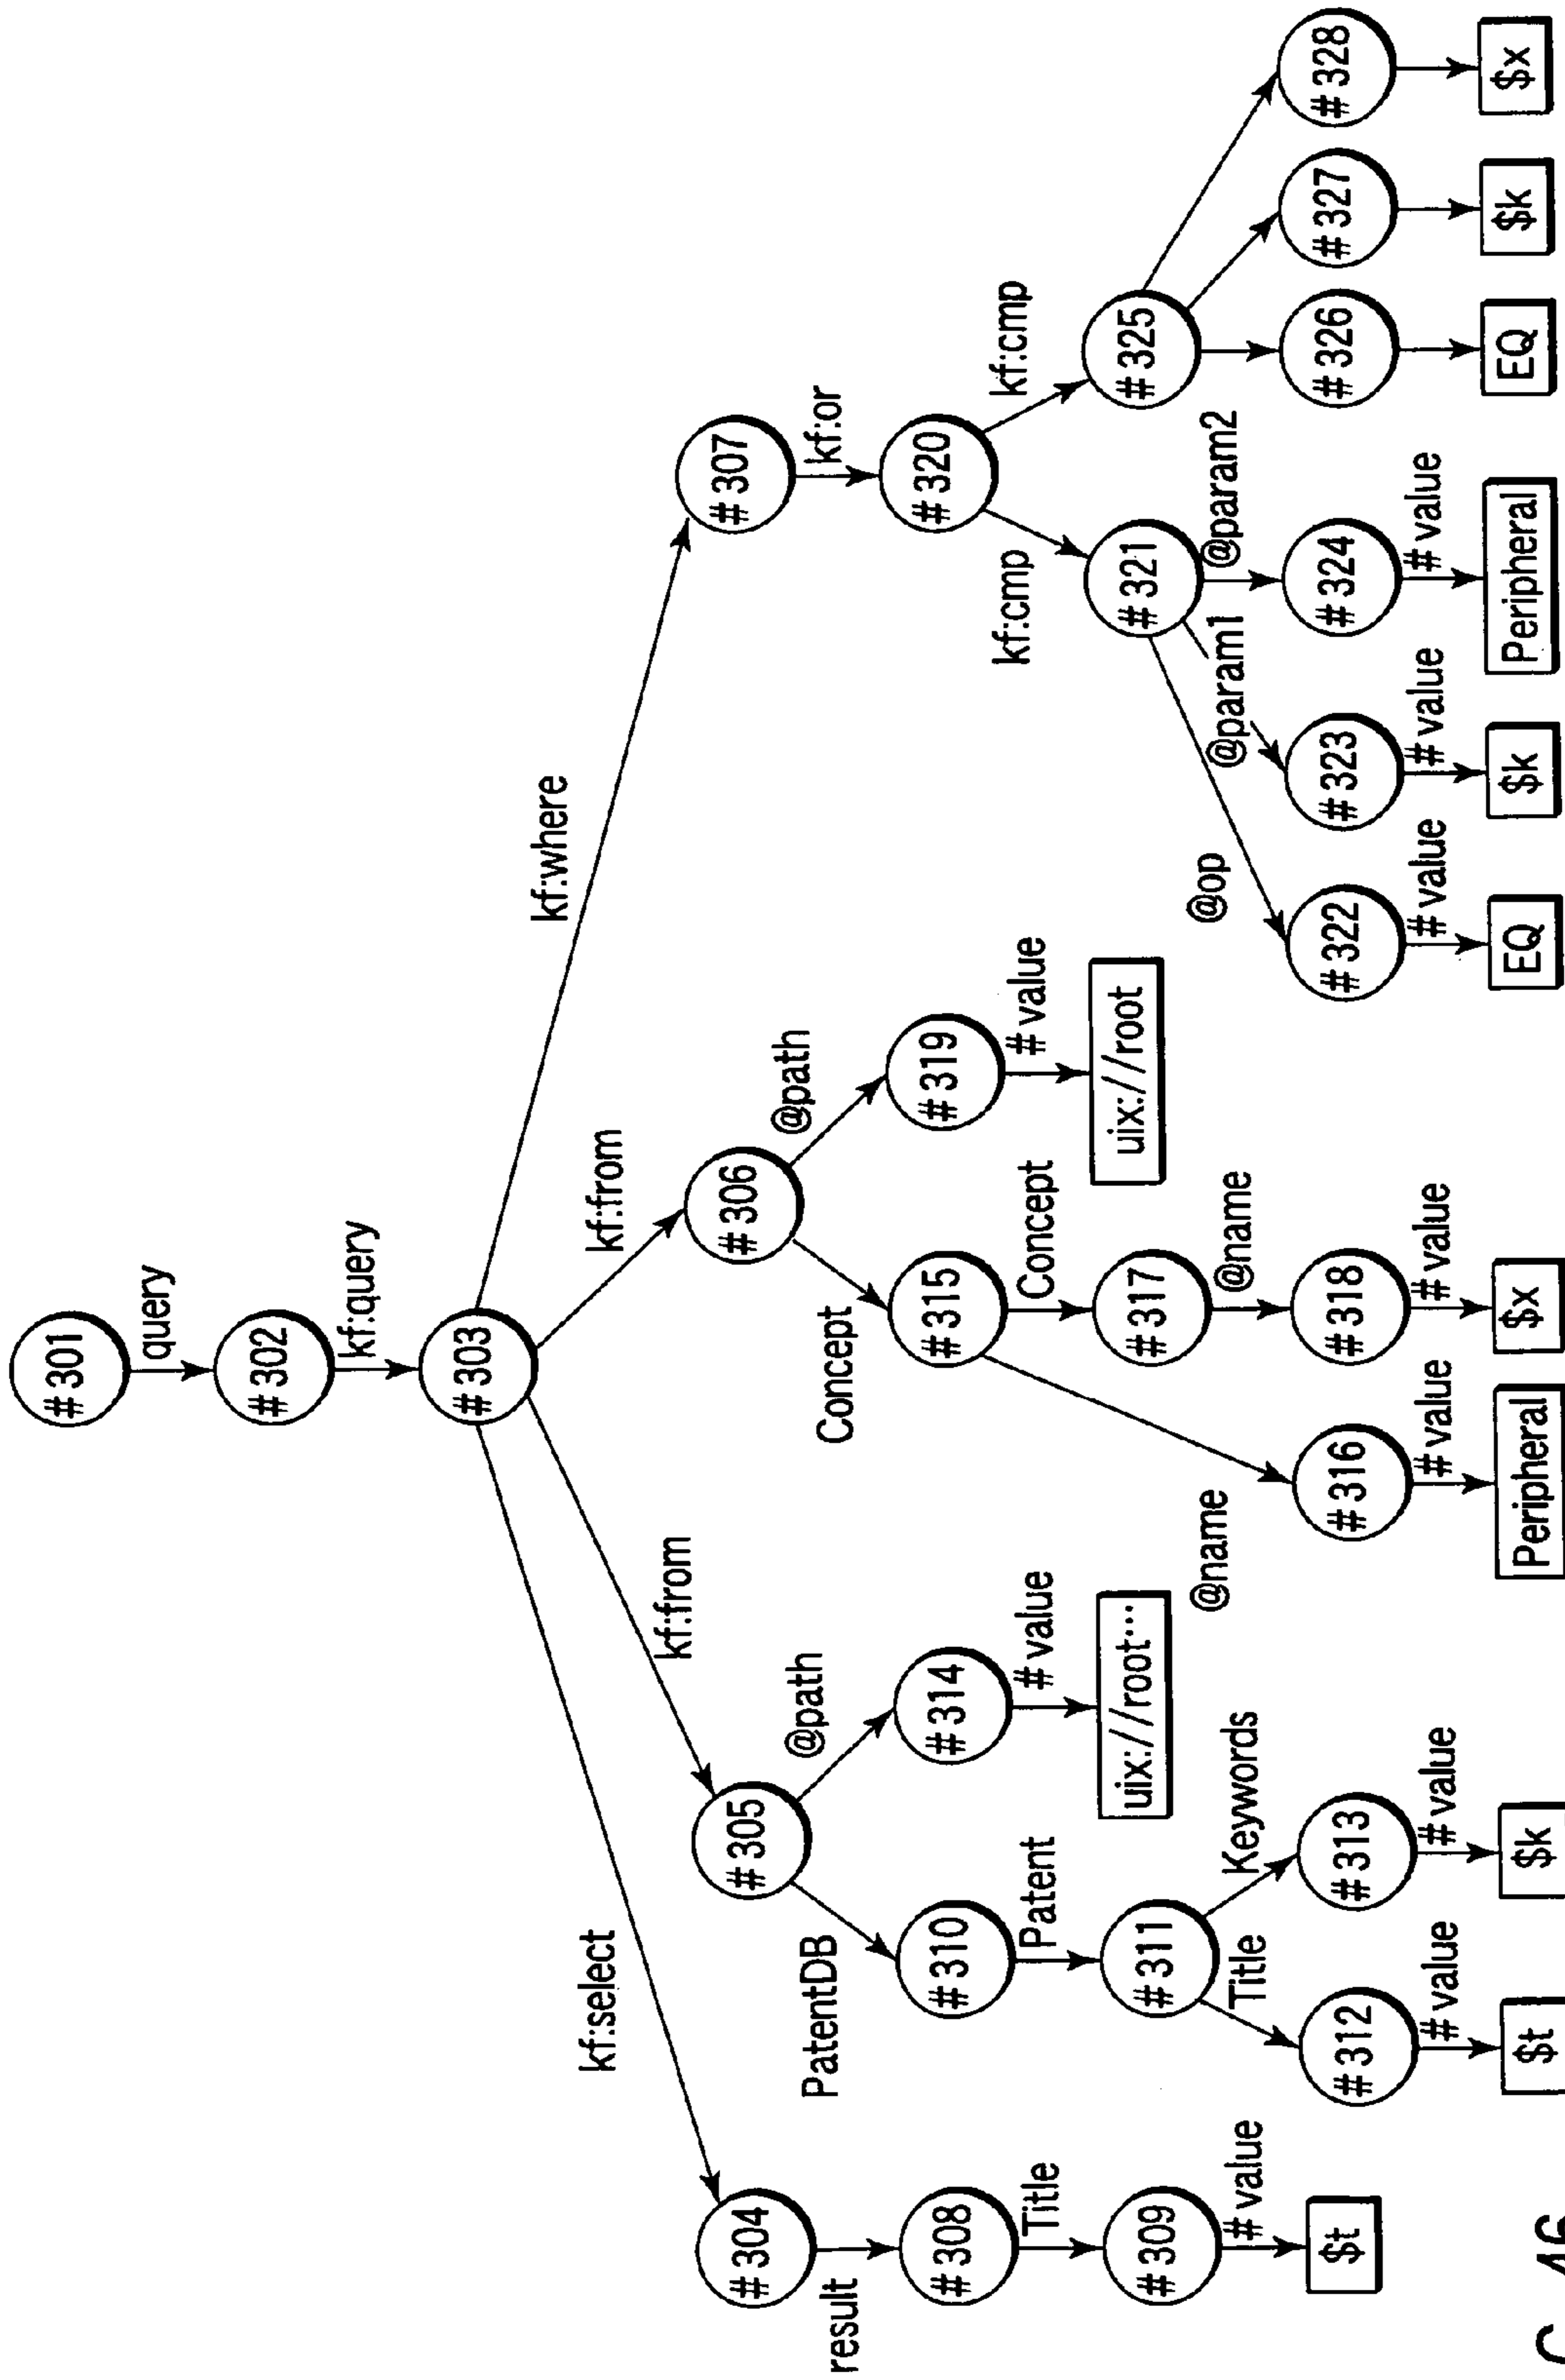 #301
query
#302
kf:query
#303
kf:select
kf:from
kf:from
kf:where
#304
#305
#306
#307
result
PatentDB
@path
Concept
@path
kf:or
#308
#310
#314
#315
#319
#320
Title
Patent
# value
Concept
# value
kf:cmp
kf:cmp
#309
#311
uix://root···
#317
uix://root
#321
#325
# value
Title
Keywords
@name
@name
@op
@param1
@param2
$t
#312
#313
#316
#318
#322
#323
#324
#326
#327
#328
# value
# value
# value
# value
# value
# value
# value
$t
$k
Peripheral
$x
EQ
$k
Peripheral
EQ
$k
$x